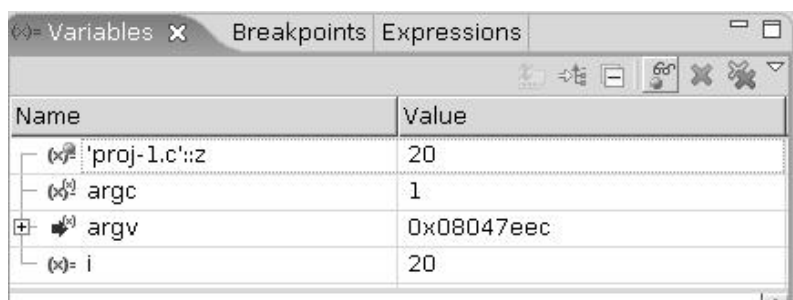 (x)= Variables Breakpoints Expressions
Name Value
(x)= 'proj-1.c'::z 20
(x)= argc 1
(x) argv 0x08047eec
(x)= i 20